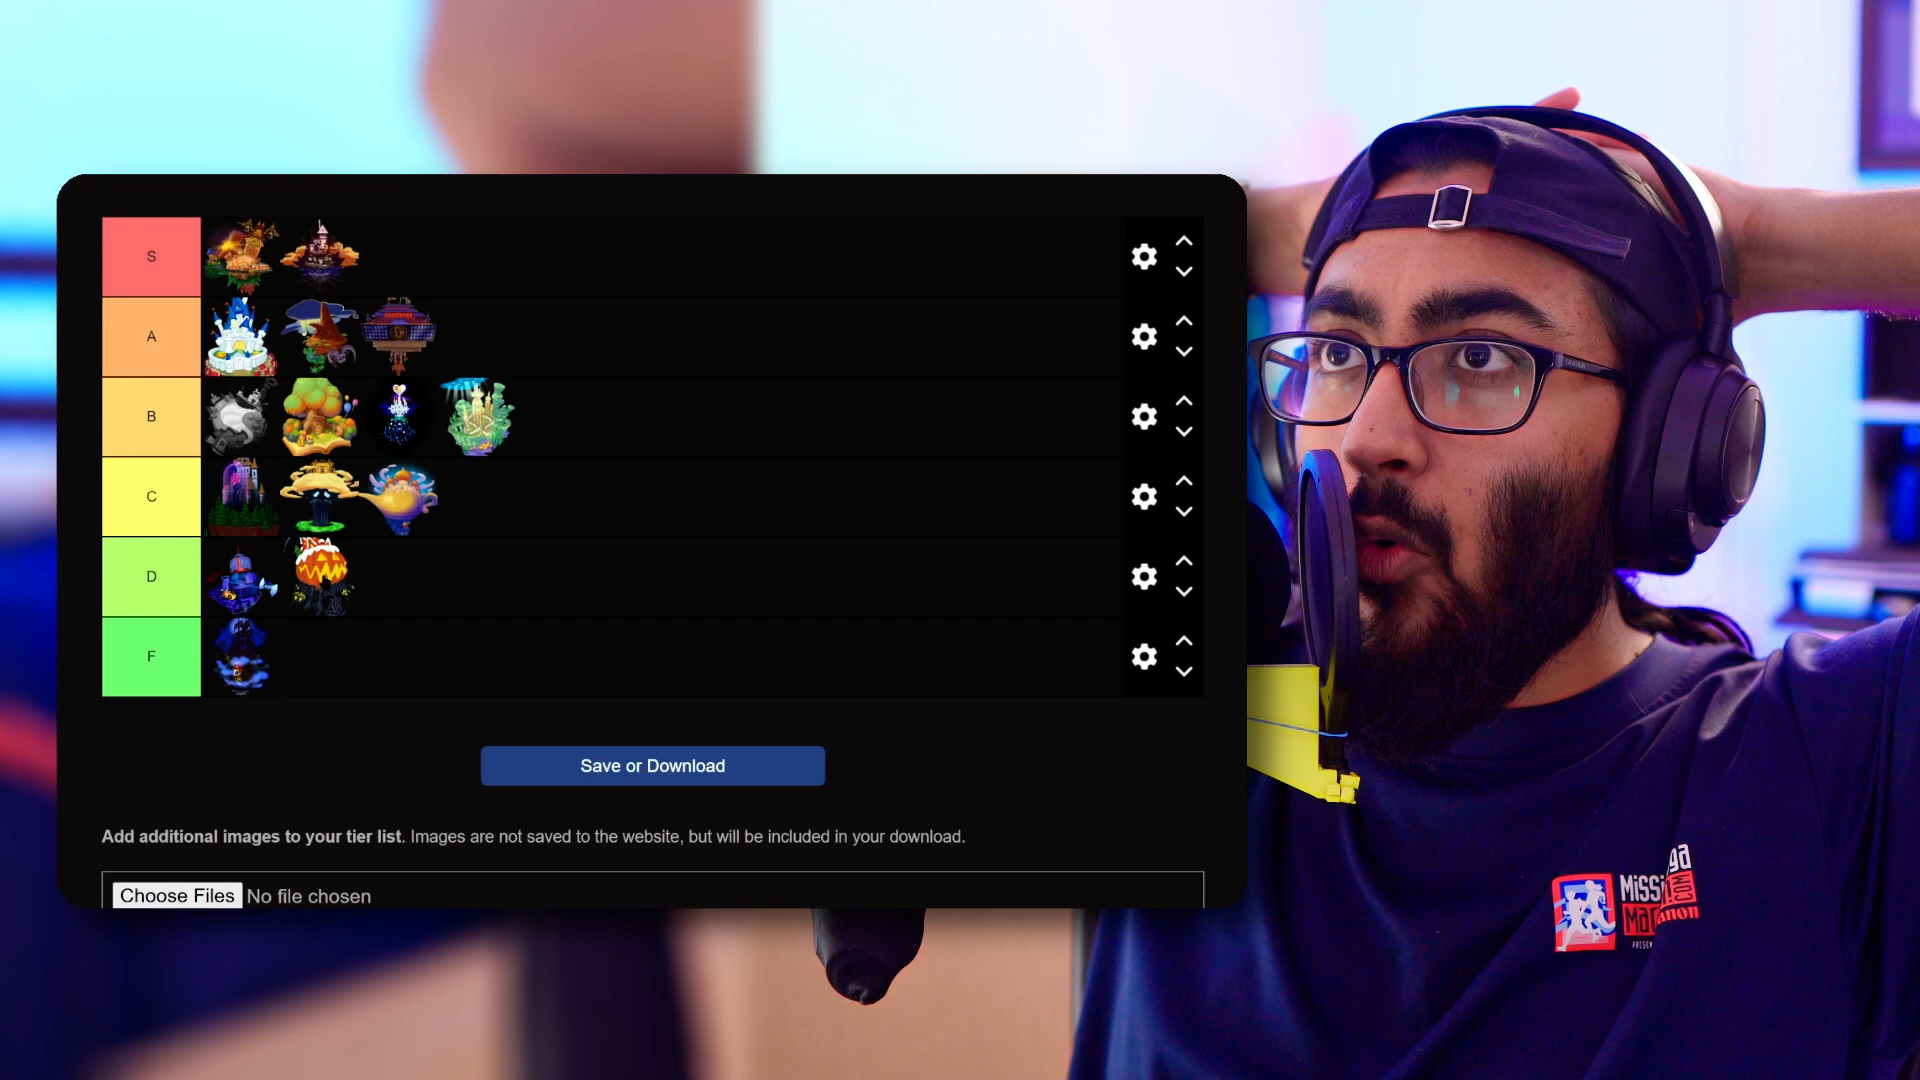 S
A
B
C
D
F
Save or Download
Add additional images to your tier list. Images are not saved to the website, but will be included in your download.
Choose Files No file chosen
PRESEN